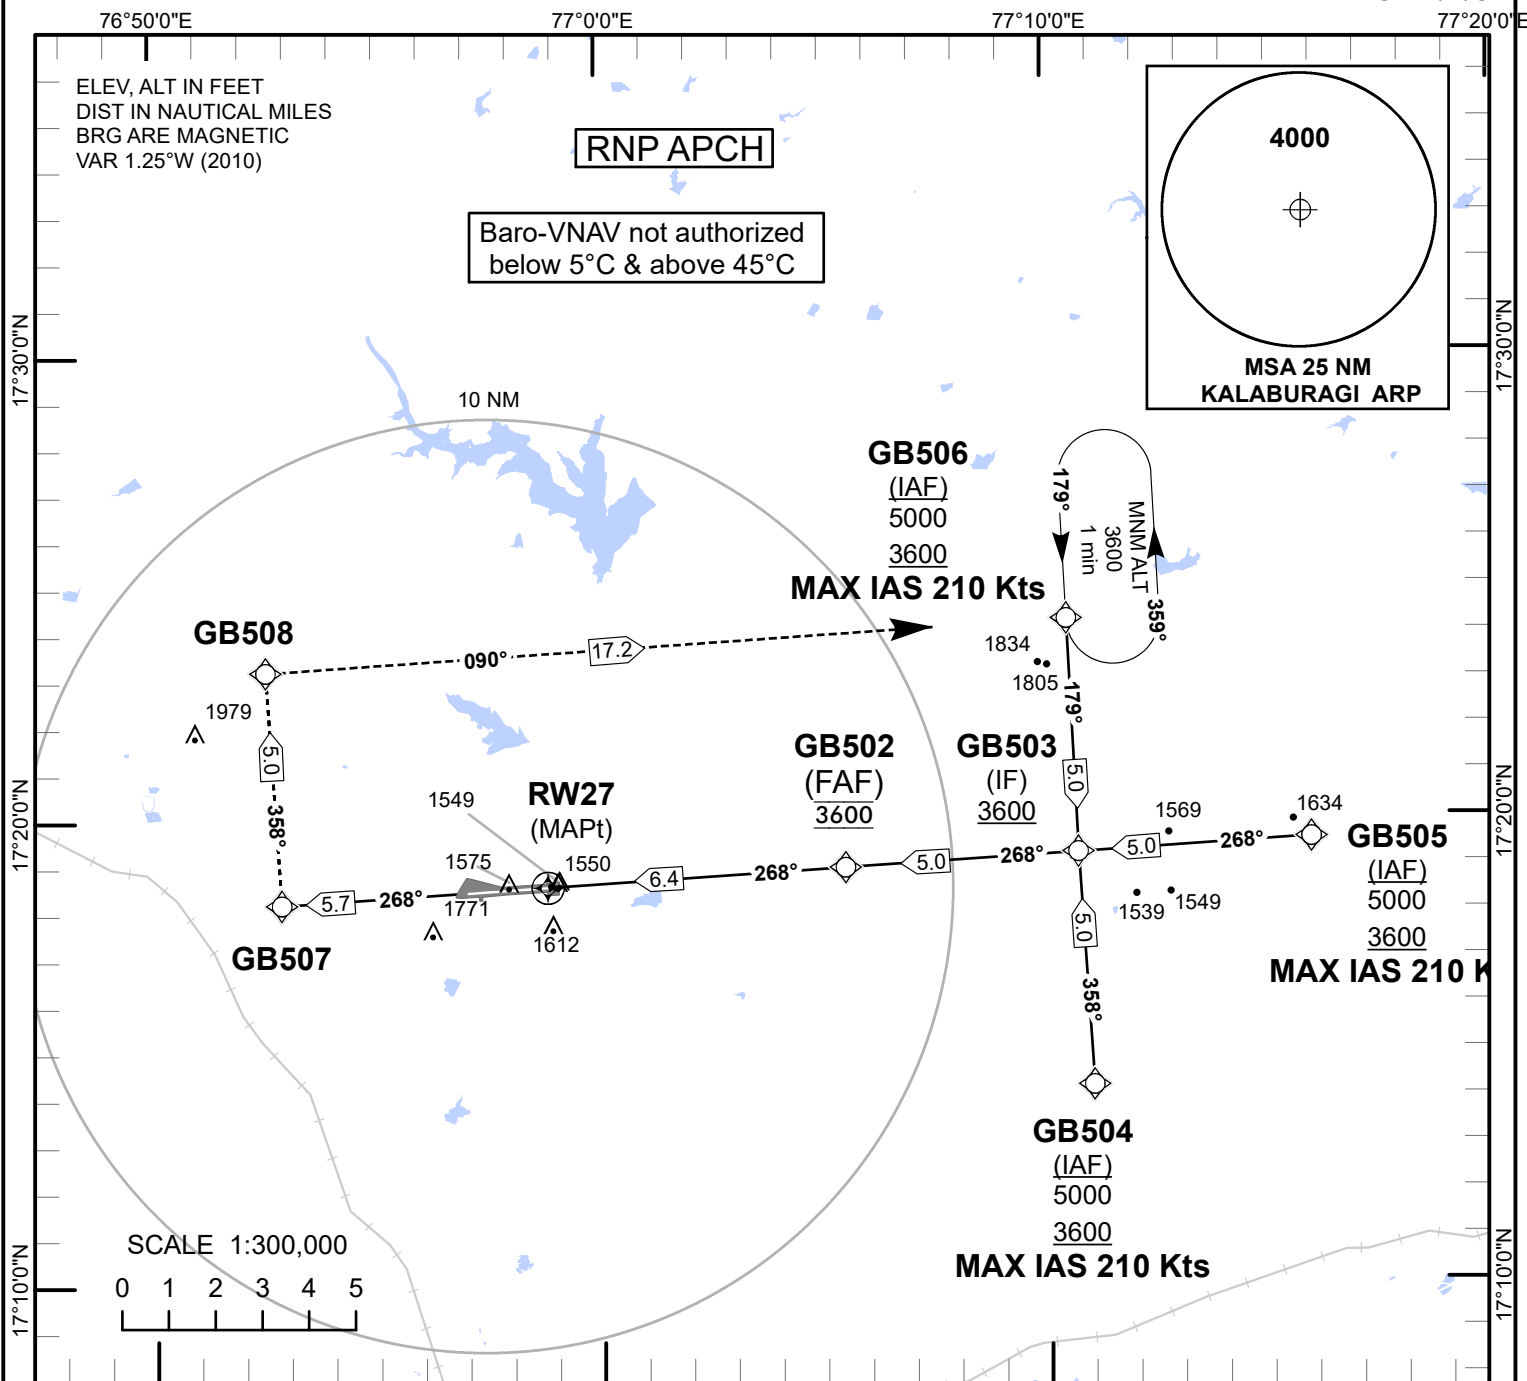 76°50'0"E
77°0'0"E
77°10'0"E
77°20'0"E
ELEV, ALT IN FEET
DIST IN NAUTICAL MILES
BRG ARE MAGNETIC
VAR 1.25°W (2010)
RNP APCH
Baro-VNAV not authorized
below 5°C & above 45°C
4000
MSA 25 NM
KALABURAGI ARP
17°30'0"N
17°30'0"N
10 NM
GB506
(IAF)
5000
3600
MAX IAS 210 Kts
179°
MNM ALT
3600
1 min
359°
GB508
090°
17.2
1834
1805
179°
1979
5.0
358°
GB502
(FAF)
3600
GB503
(IF)
3600
5.0
1569
1634
RW27
(MAPt)
1549
1575
1550
17°20'0"N
17°20'0"N
GB505
(IAF)
5000
3600
MAX IAS 210 K
268°
5.0
268°
5.0
268°
6.4
268°
5.7
1771
1612
1539
1549
GB507
5.0
358°
GB504
(IAF)
5000
3600
MAX IAS 210 Kts
SCALE 1:300,000
0 1 2 3 4 5
17°10'0"N
17°10'0"N